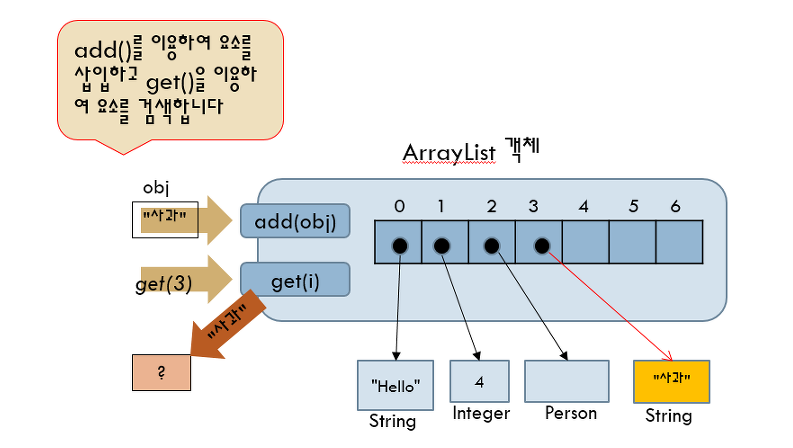 add()를 이용하여 요소를
삽입하고 get()을 이용하
여 요소를 검색합니다
ArrayList 객체
obj
"사과"
add(obj)
0 1 2 3 4 5 6
get(3)
get(i)
"사과"
?
"Hello"
4
"사과"
String
Integer
Person
String